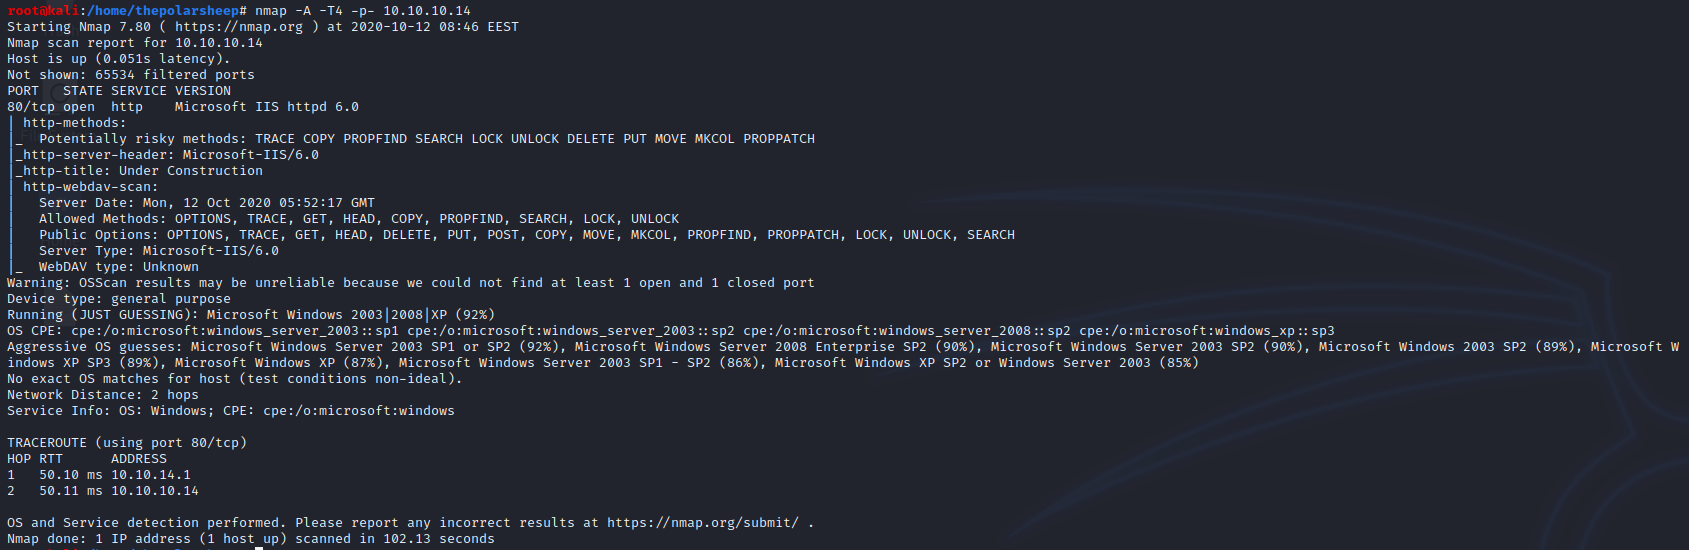 root@kali:/home/thepolarsheep# nmap -A -T4 -p- 10.10.10.14
Starting Nmap 7.80 ( https://nmap.org ) at 2020-10-12 08:46 EEST
Nmap scan report for 10.10.10.14
Host is up (0.051s latency).
Not shown: 65534 filtered ports
PORT   STATE SERVICE VERSION
80/tcp open  http    Microsoft IIS httpd 6.0
| http-methods:
|_  Potentially risky methods: TRACE COPY PROPFIND SEARCH LOCK UNLOCK DELETE PUT MOVE MKCOL PROPPATCH
|_http-server-header: Microsoft-IIS/6.0
|_http-title: Under Construction
| http-webdav-scan:
|   Server Date: Mon, 12 Oct 2020 05:52:17 GMT
|   Allowed Methods: OPTIONS, TRACE, GET, HEAD, COPY, PROPFIND, SEARCH, LOCK, UNLOCK
|   Public Options: OPTIONS, TRACE, GET, HEAD, DELETE, PUT, POST, COPY, MOVE, MKCOL, PROPFIND, PROPPATCH, LOCK, UNLOCK, SEARCH
|   Server Type: Microsoft-IIS/6.0
|_  WebDAV type: Unknown
Warning: OSScan results may be unreliable because we could not find at least 1 open and 1 closed port
Device type: general purpose
Running (JUST GUESSING): Microsoft Windows 2003|2008|XP (92%)
OS CPE: cpe:/o:microsoft:windows_server_2003::sp1 cpe:/o:microsoft:windows_server_2003::sp2 cpe:/o:microsoft:windows_server_2008::sp2 cpe:/o:microsoft:windows_xp::sp3
Aggressive OS guesses: Microsoft Windows Server 2003 SP1 or SP2 (92%), Microsoft Windows Server 2008 Enterprise SP2 (90%), Microsoft Windows Server 2003 SP2 (90%), Microsoft Windows 2003 SP2 (89%), Microsoft W
indows XP SP3 (89%), Microsoft Windows XP (87%), Microsoft Windows Server 2003 SP1 - SP2 (86%), Microsoft Windows XP SP2 or Windows Server 2003 (85%)
No exact OS matches for host (test conditions non-ideal).
Network Distance: 2 hops
Service Info: OS: Windows; CPE: cpe:/o:microsoft:windows
TRACEROUTE (using port 80/tcp)
HOP RTT      ADDRESS
1   50.10 ms 10.10.14.1
2   50.11 ms 10.10.10.14
OS and Service detection performed. Please report any incorrect results at https://nmap.org/submit/ .
Nmap done: 1 IP address (1 host up) scanned in 102.13 seconds